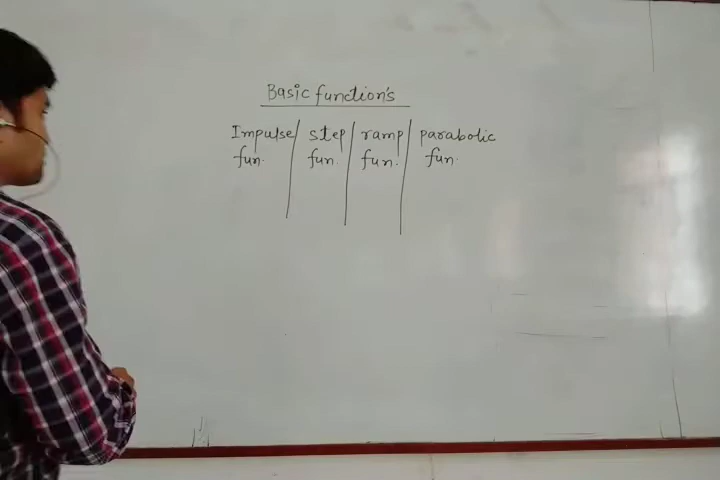 Basic function's
Impulse step ramp parabolic
fun. fun. fun. fun.